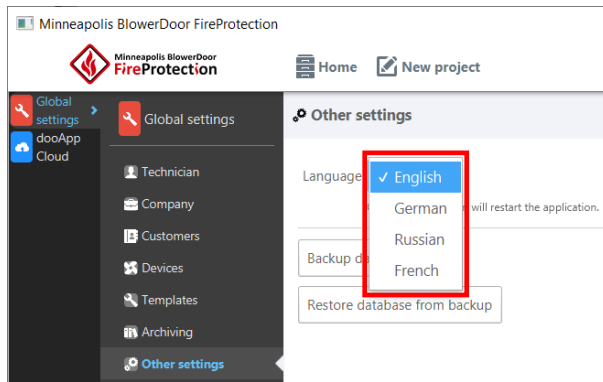 Minneapolis BlowerDoor FireProtection
Minneapolis BlowerDoor
FireProtection
Home
New project
Global
settings
dooApp
Cloud
Global settings
Technician
Company
Customers
Devices
Templates
Archiving
Other settings
Other settings
Language
✓ English
German
Russian
French
will restart the application.
Backup
Restore database from backup